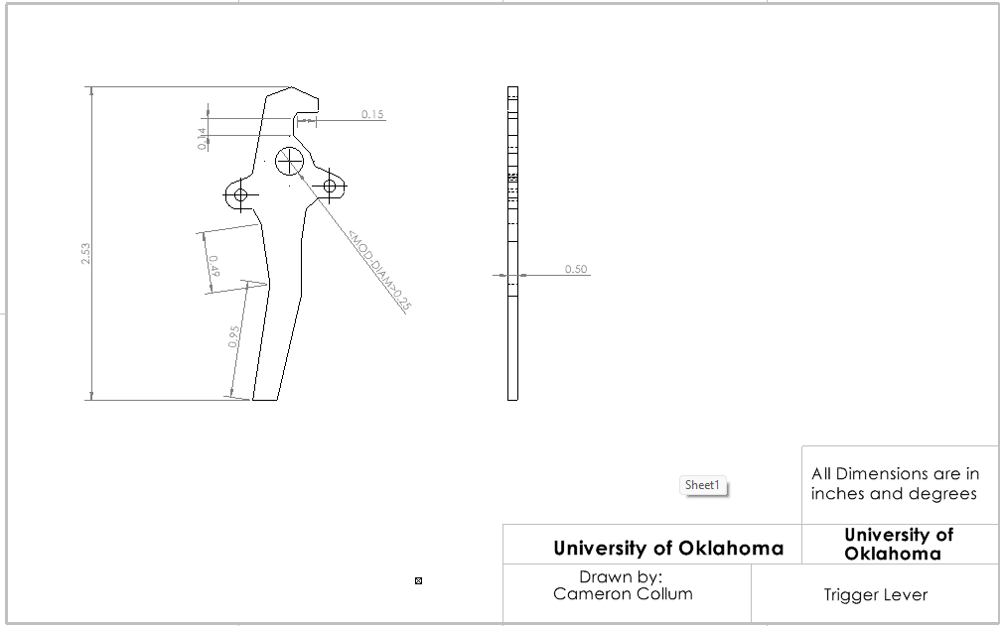 0.15
0.14
2.53
<MOD-DIAM>0.25
0.49
0.50
0.95
All Dimensions are in
inches and degrees
Sheet1
University of Oklahoma
University of
Oklahoma
Drawn by:
Cameron Collum
Trigger Lever